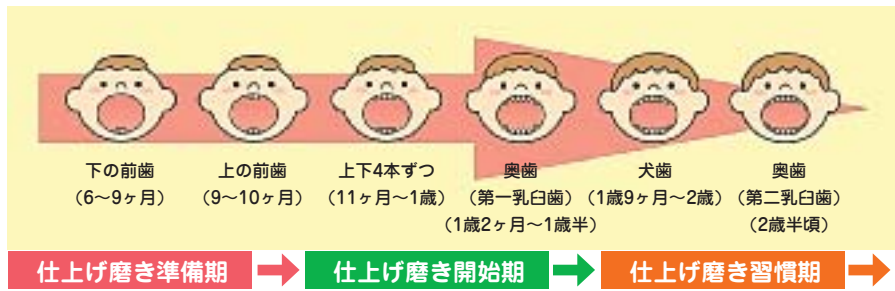 下の前歯
(6〜9ヶ月)
上の前歯
(9〜10ヶ月)
上下4本ずつ
(11ヶ月〜1歳)
奥歯
(第一乳臼歯)
(1歳2ヶ月〜1歳半)
犬歯
(1歳9ヶ月〜2歳)
奥歯
(第二乳臼歯)
(2歳半頃)
仕上げ磨き準備期
仕上げ磨き開始期
仕上げ磨き習慣期